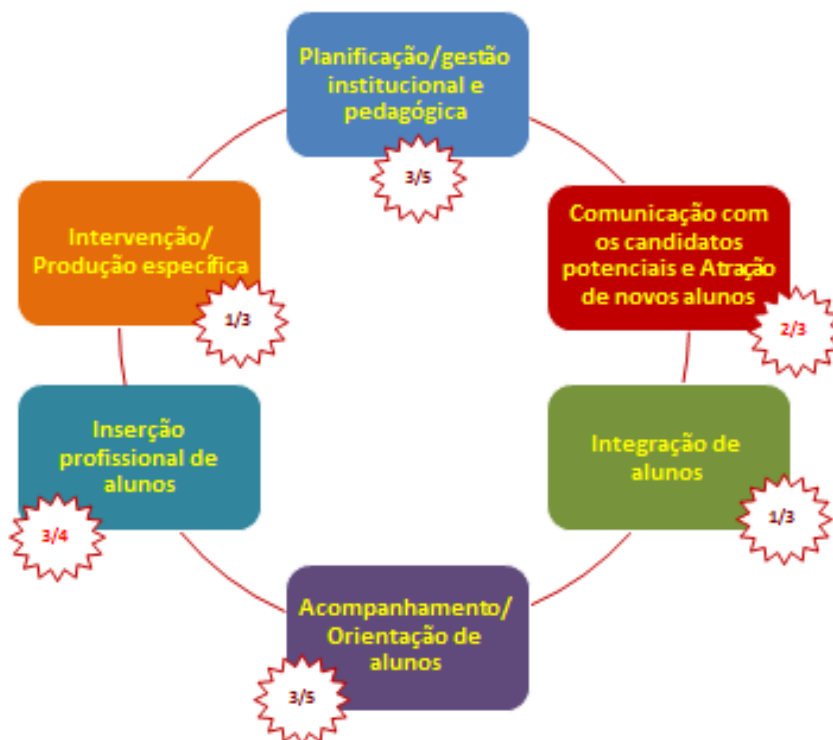 Planificação/gestão
institucional e
pedagógica
3/5
Comunicação com
os candidatos
potenciais e Atração
de novos alunos
2/3
Integração de
alunos
1/3
Acompanhamento/
Orientação de
alunos
3/5
Inserção
profissional de
alunos
3/4
Intervenção/
Produção específica
1/3